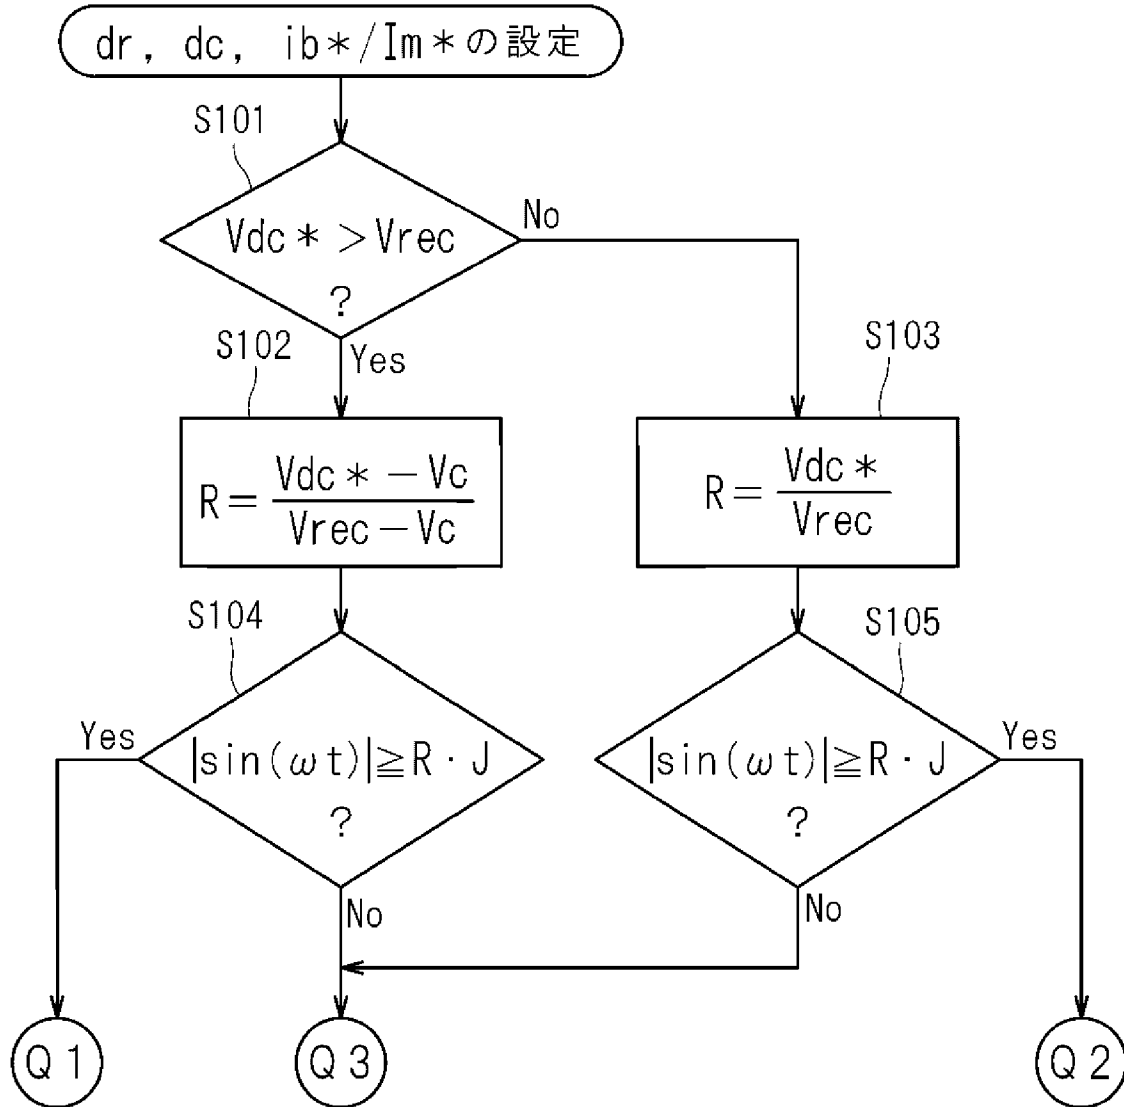 dr, dc, ib*/Im*の設定
S101
Vdc*>Vrec
?
No
Yes
S102
R=(Vdc*-Vc)/(Vrec-Vc)
S103
R=Vdc*/Vrec
S104
|sin(ωt)|≧R・J
?
Yes
No
S105
|sin(ωt)|≧R・J
?
Yes
No
Q1
Q3
Q2